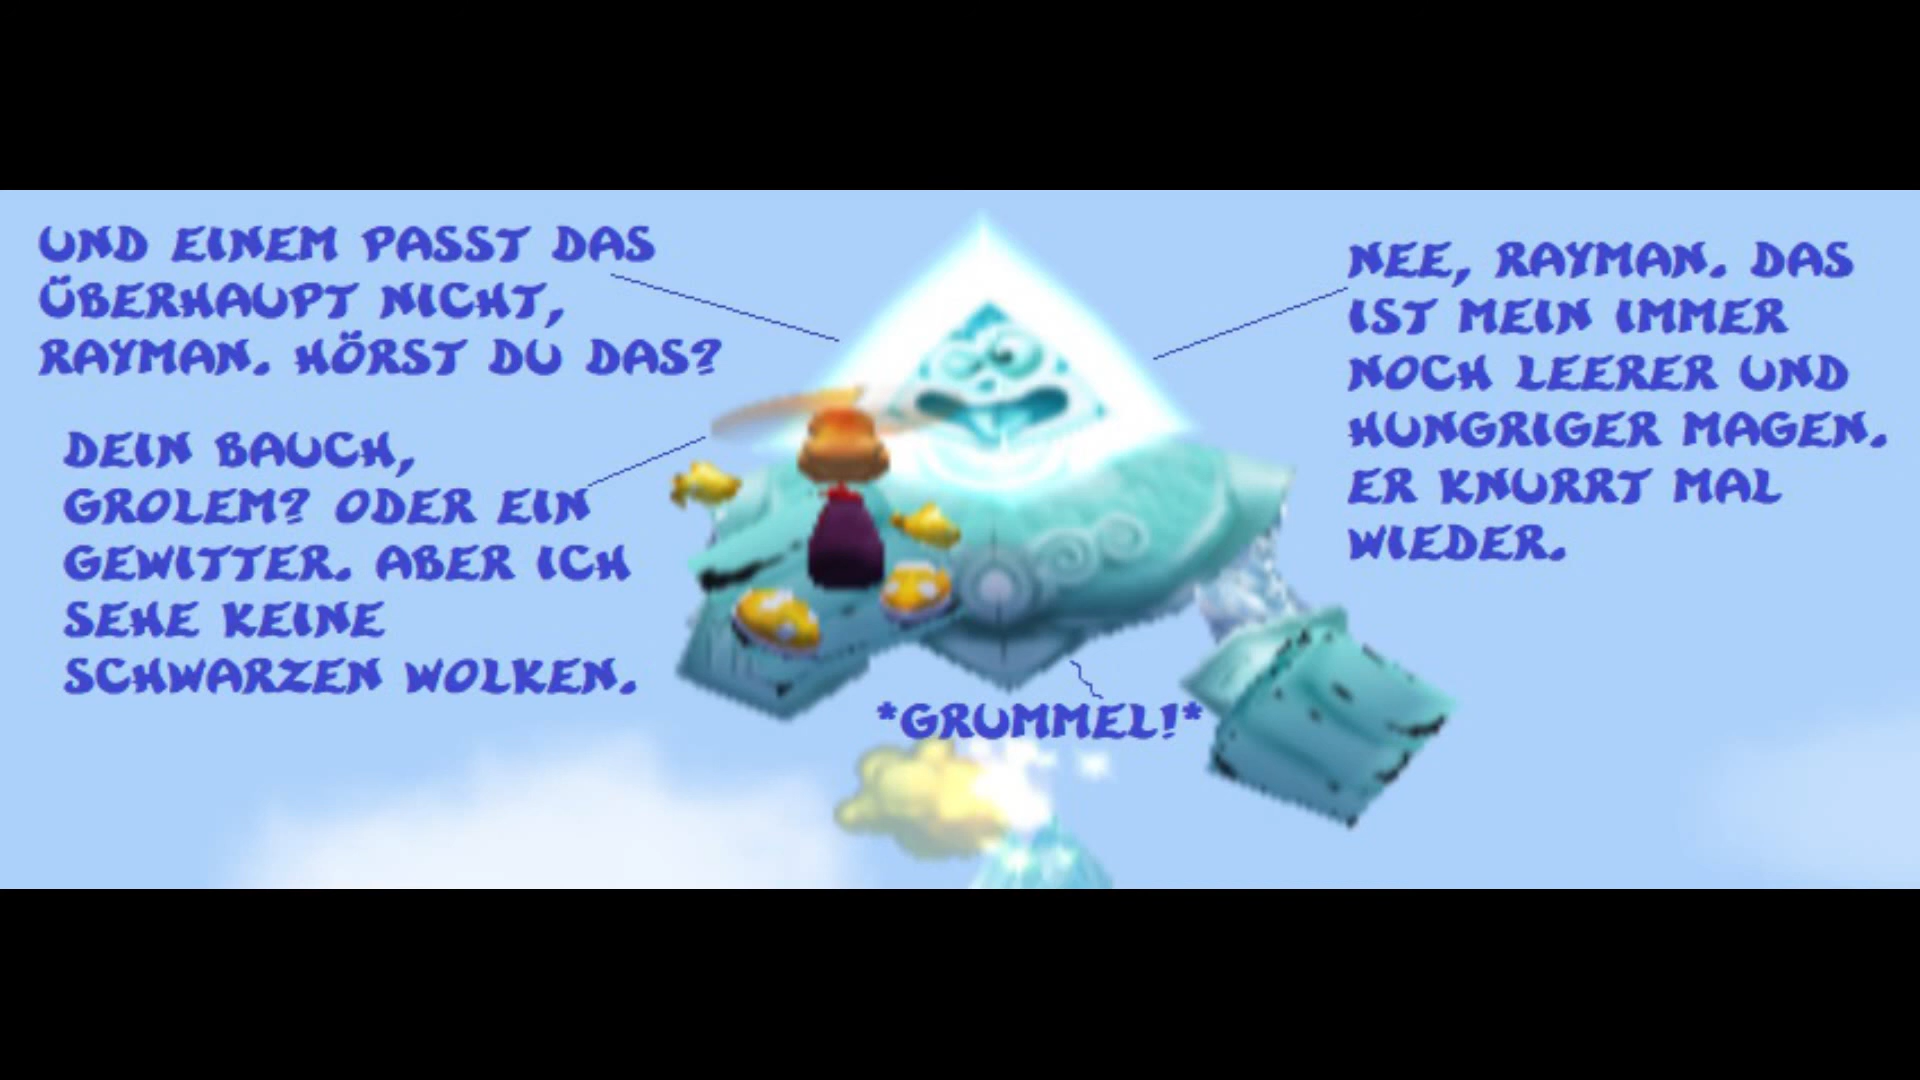 UND EINEM PASST DAS
ÜBERHAUPT NICHT,
RAYMAN. HÖRST DU DAS?
DEIN BAUCH,
GROLEM? ODER EIN
GEWITTER. ABER ICH
SEHE KEINE
SCHWARZEN WOLKEN.
*GRUMMEL!*
NEE, RAYMAN. DAS
IST MEIN IMMER
NOCH LEERER UND
HUNGRIGER MAGEN.
ER KNURRT MAL
WIEDER.